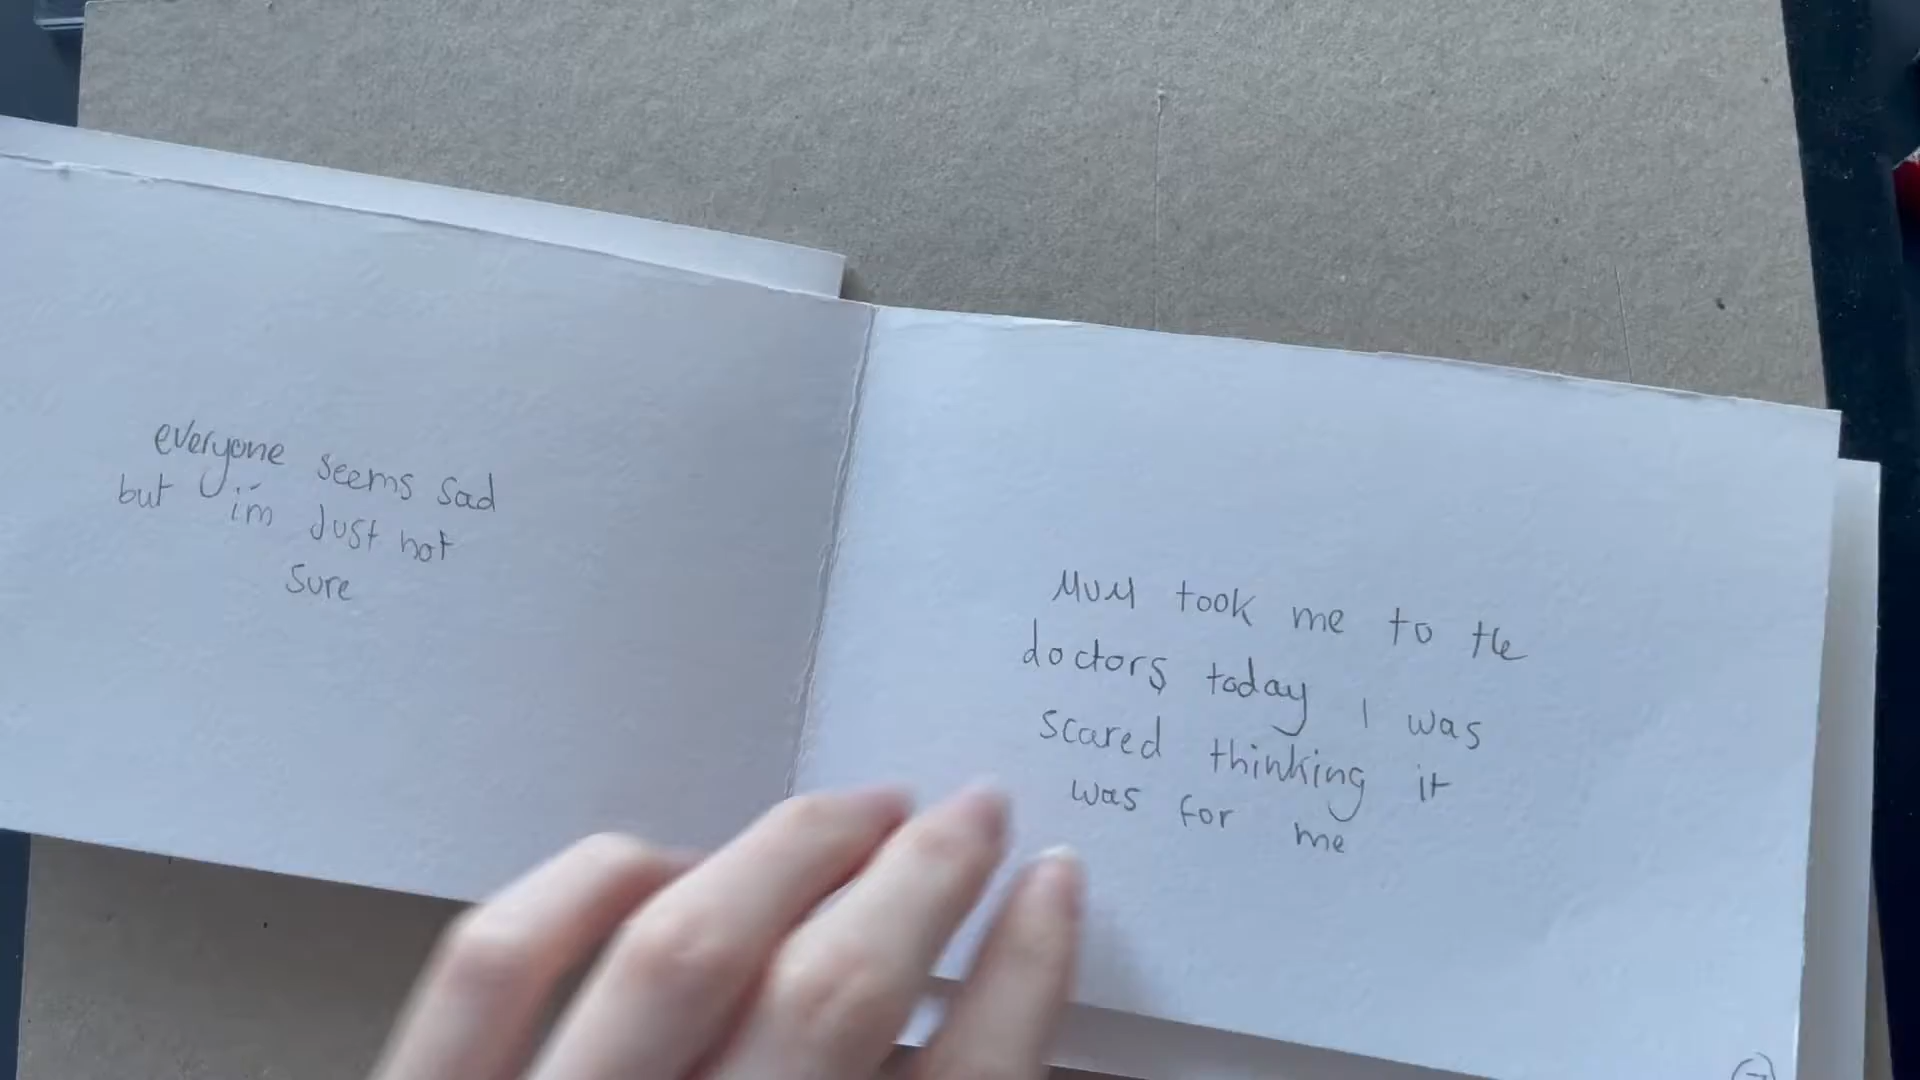 everyone seems sad
but i'm just not
sure
MUM took me to the
doctors today I was
scared thinking it
was for me